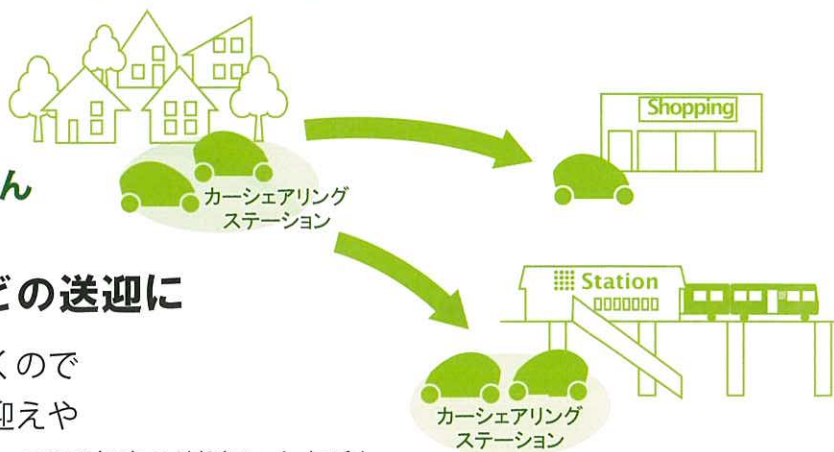 Shopping
カーシェアリング
ステーション
ん
Station
どの送迎に
くので
迎えや
カーシェアリング
ステーション